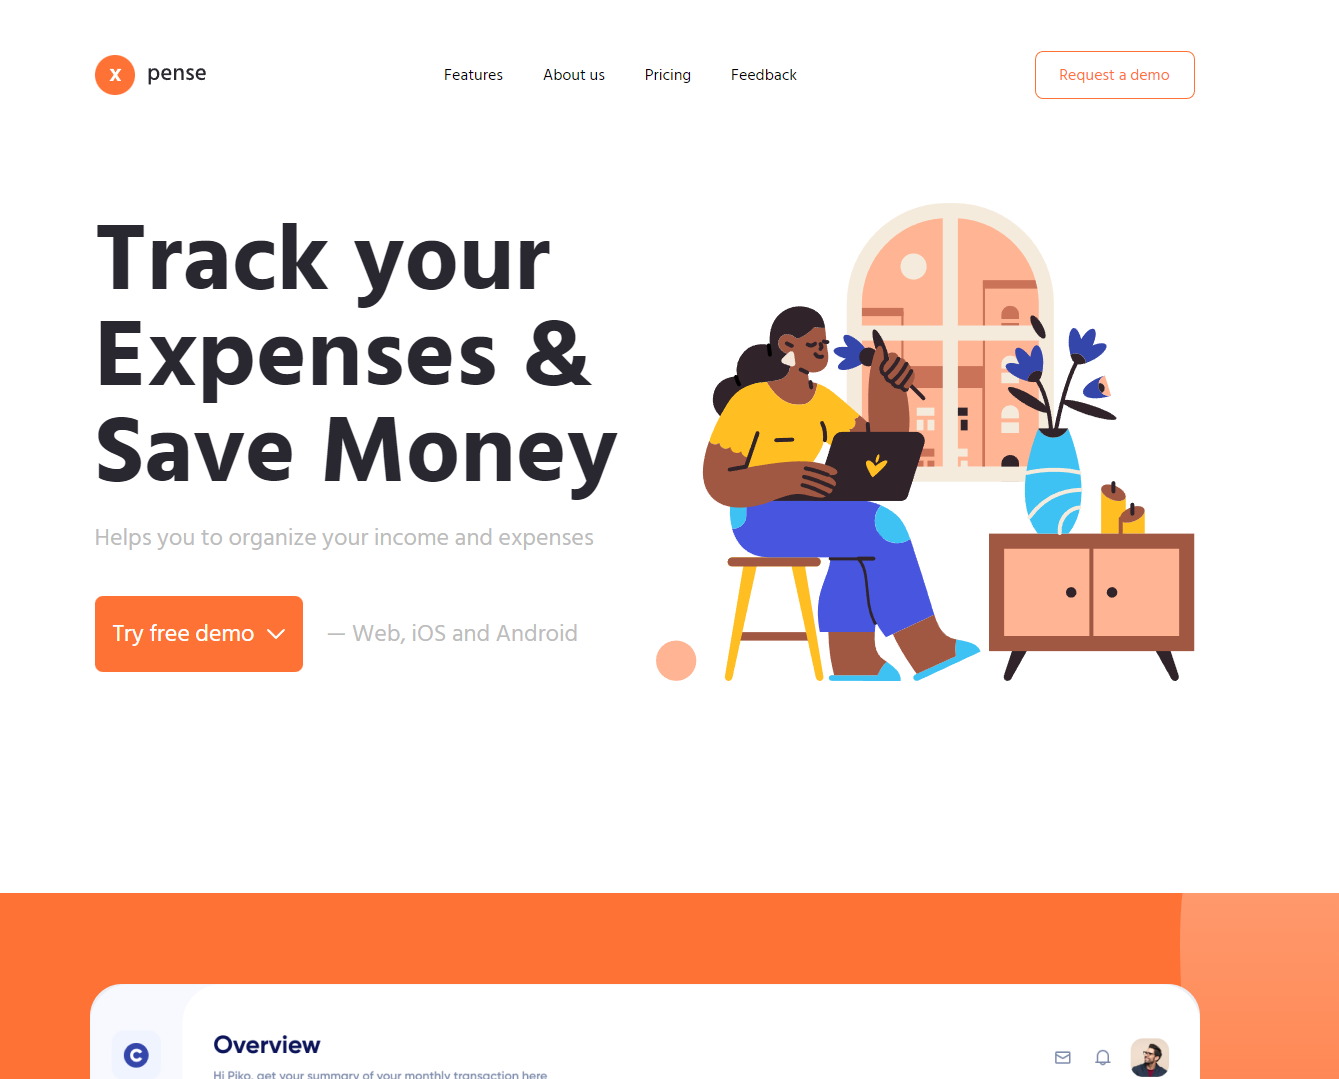 x pense
Features About us Pricing Feedback
Request a demo
Track your
Expenses &
Save Money
Helps you to organize your income and expenses
Try free demo
— Web, iOS and Android
C
Overview
Hi Piko, get your summary of your monthly transaction here